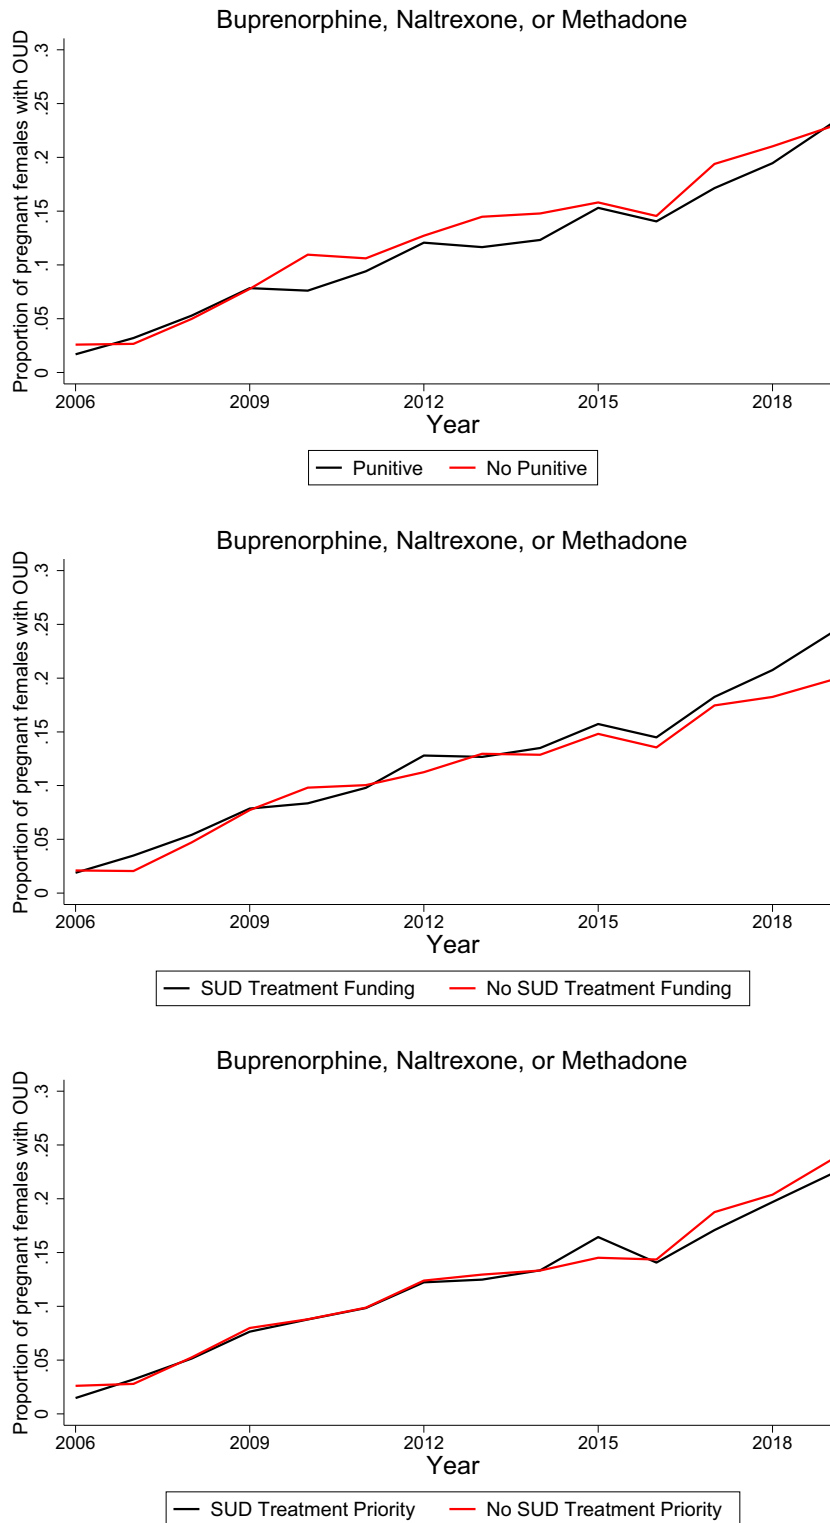 Buprenorphine, Naltrexone, or Methadone
Proportion of pregnant females with OUD
.3
.25
.2
.15
.1
.05
0
2006 2009 2012 2015 2018
Year
Punitive No Punitive
Buprenorphine, Naltrexone, or Methadone
Proportion of pregnant females with OUD
.3
.25
.2
.15
.1
.05
0
2006 2009 2012 2015 2018
Year
SUD Treatment Funding No SUD Treatment Funding
Buprenorphine, Naltrexone, or Methadone
Proportion of pregnant females with OUD
.3
.25
.2
.15
.1
.05
0
2006 2009 2012 2015 2018
Year
SUD Treatment Priority No SUD Treatment Priority